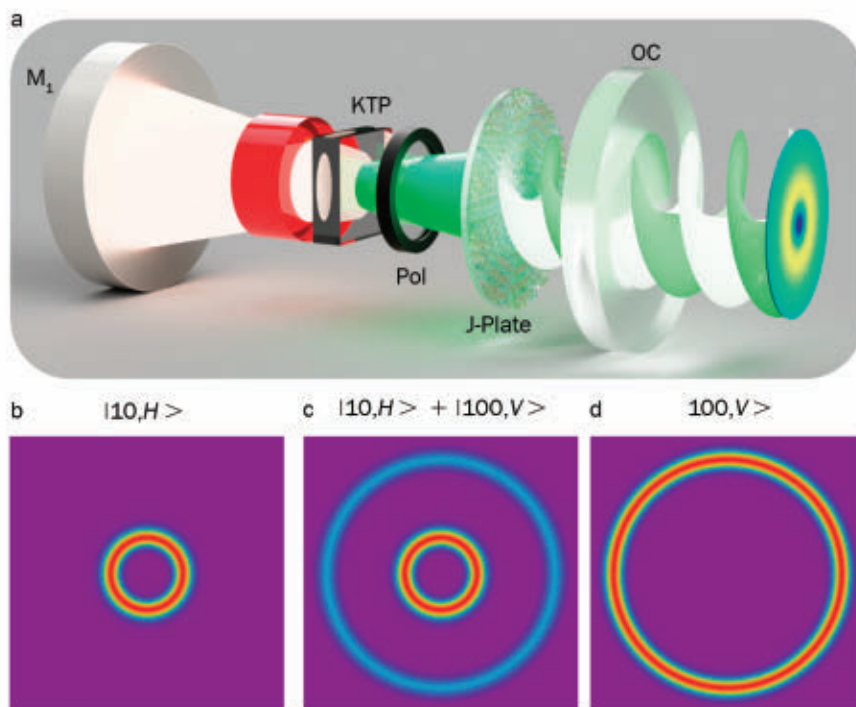 a
M1
KTP
OC
Pol
J-Plate
b |10,H> c |10,H> + |100,V> d 100,V>